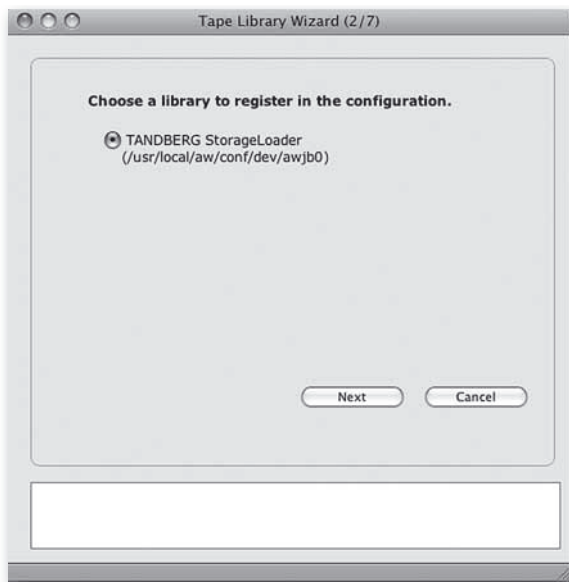 Tape Library Wizard (2/7)
Choose a library to register in the configuration.
TANDBERG StorageLoader
(/usr/local/aw/conf/dev/awjb0)
Next
Cancel